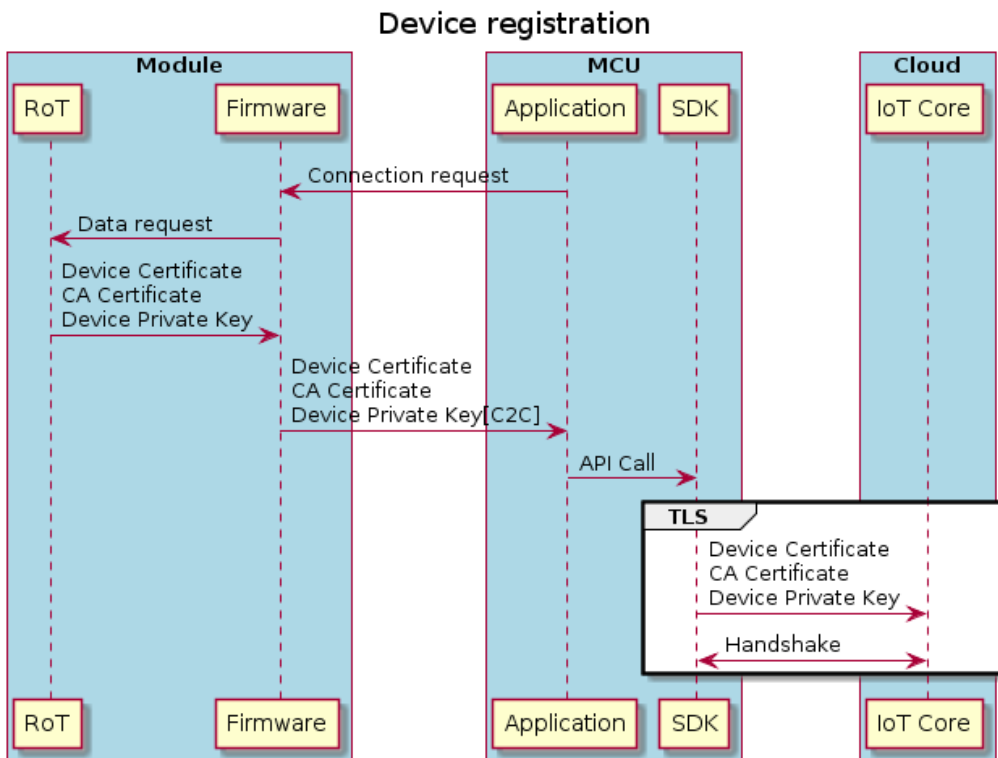 Device registration
Module
MCU
Cloud
RoT
Firmware
Application
SDK
IoT Core
Connection request
Data request
Device Certificate
CA Certificate
Device Private Key
Device Certificate
CA Certificate
Device Private Key[C2C]
API Call
TLS
Device Certificate
CA Certificate
Device Private Key
Handshake
RoT
Firmware
Application
SDK
IoT Core